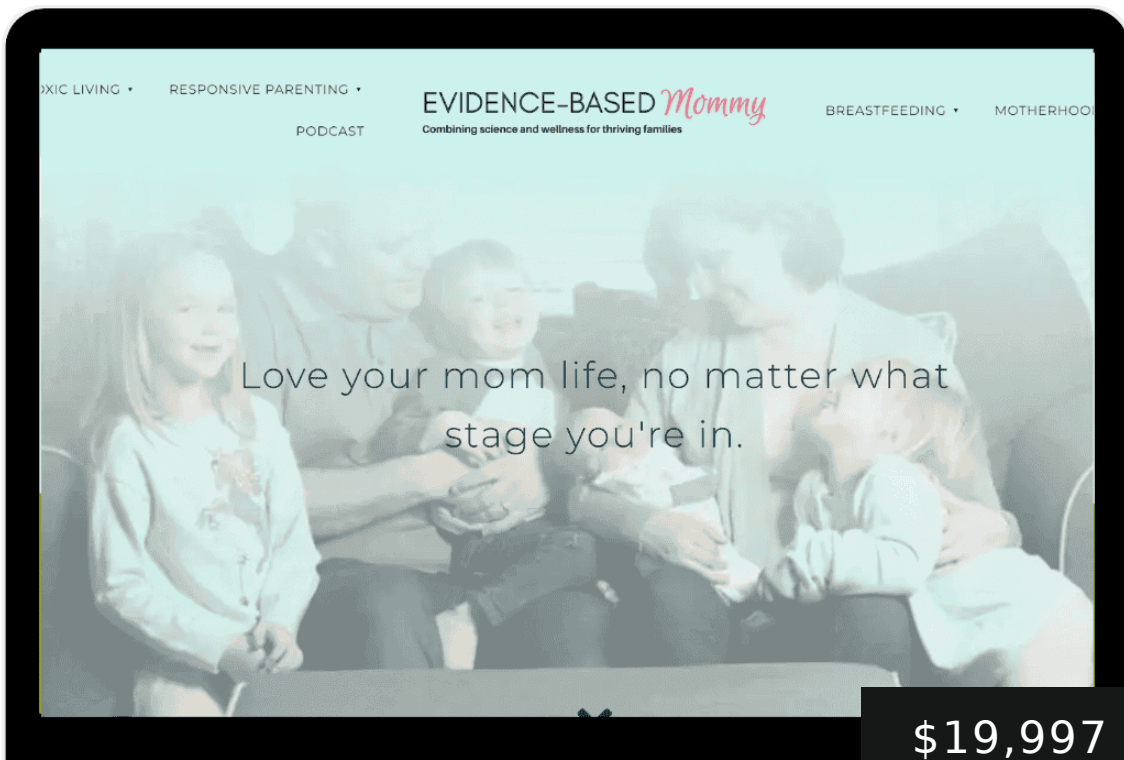 OXIC LIVING ▾
RESPONSIVE PARENTING ▾
PODCAST
EVIDENCE-BASED Mommy
Combining science and wellness for thriving families
BREASTFEEDING ▾
MOTHERHOO
Love your mom life, no matter what
stage you're in.
$19,997